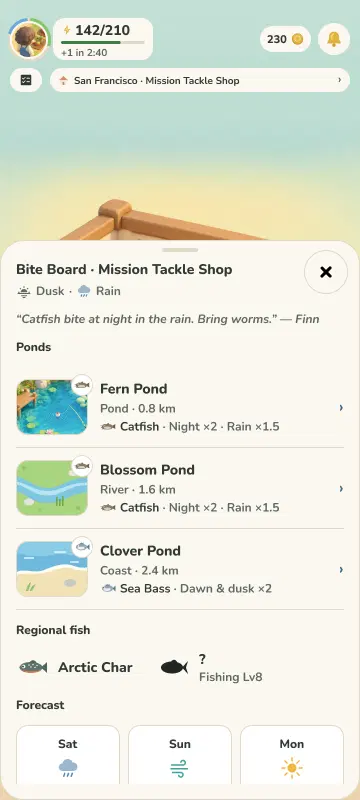 142/210
+1 in 2:40
230
San Francisco · Mission Tackle Shop ›
Bite Board · Mission Tackle Shop
Dusk · Rain
“Catfish bite at night in the rain. Bring worms.” — Finn
Ponds
Fern Pond
Pond · 0.8 km
Catfish · Night ×2 · Rain ×1.5
Blossom Pond
River · 1.6 km
Catfish · Night ×2 · Rain ×1.5
Clover Pond
Coast · 2.4 km
Sea Bass · Dawn & dusk ×2
Regional fish
Arctic Char
?
Fishing Lv8
Forecast
Sat Sun Mon